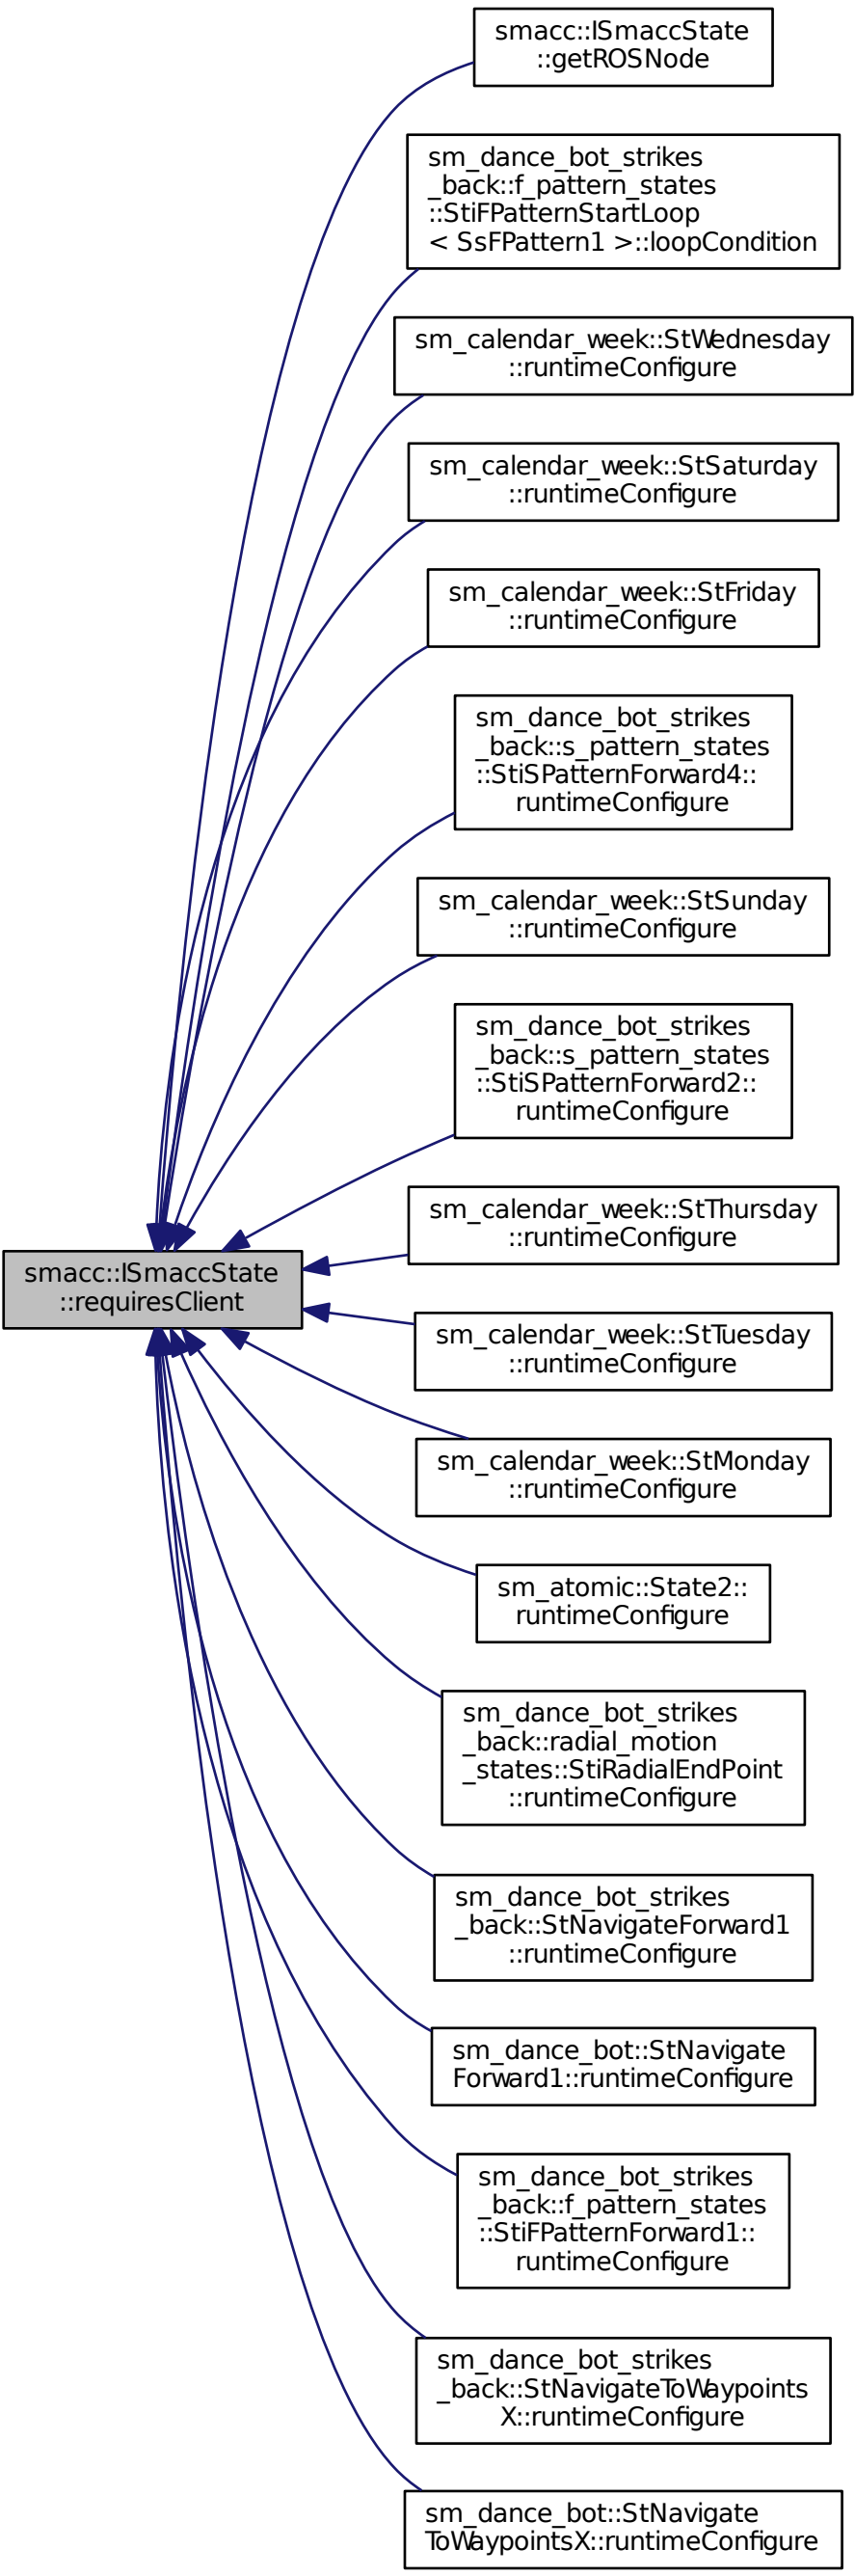 smacc::ISmaccState
::getROSNode
sm_dance_bot_strikes
_back::f_pattern_states
::StiFPatternStartLoop
< SsFPattern1 >::loopCondition
sm_calendar_week::StWednesday
::runtimeConfigure
sm_calendar_week::StSaturday
::runtimeConfigure
sm_calendar_week::StFriday
::runtimeConfigure
sm_dance_bot_strikes
_back::s_pattern_states
::StiSPatternForward4::
runtimeConfigure
sm_calendar_week::StSunday
::runtimeConfigure
sm_dance_bot_strikes
_back::s_pattern_states
::StiSPatternForward2::
runtimeConfigure
sm_calendar_week::StThursday
::runtimeConfigure
smacc::ISmaccState
::requiresClient
sm_calendar_week::StTuesday
::runtimeConfigure
sm_calendar_week::StMonday
::runtimeConfigure
sm_atomic::State2::
runtimeConfigure
sm_dance_bot_strikes
_back::radial_motion
_states::StiRadialEndPoint
::runtimeConfigure
sm_dance_bot_strikes
_back::StNavigateForward1
::runtimeConfigure
sm_dance_bot::StNavigate
Forward1::runtimeConfigure
sm_dance_bot_strikes
_back::f_pattern_states
::StiFPatternForward1::
runtimeConfigure
sm_dance_bot_strikes
_back::StNavigateToWaypoints
X::runtimeConfigure
sm_dance_bot::StNavigate
ToWaypointsX::runtimeConfigure